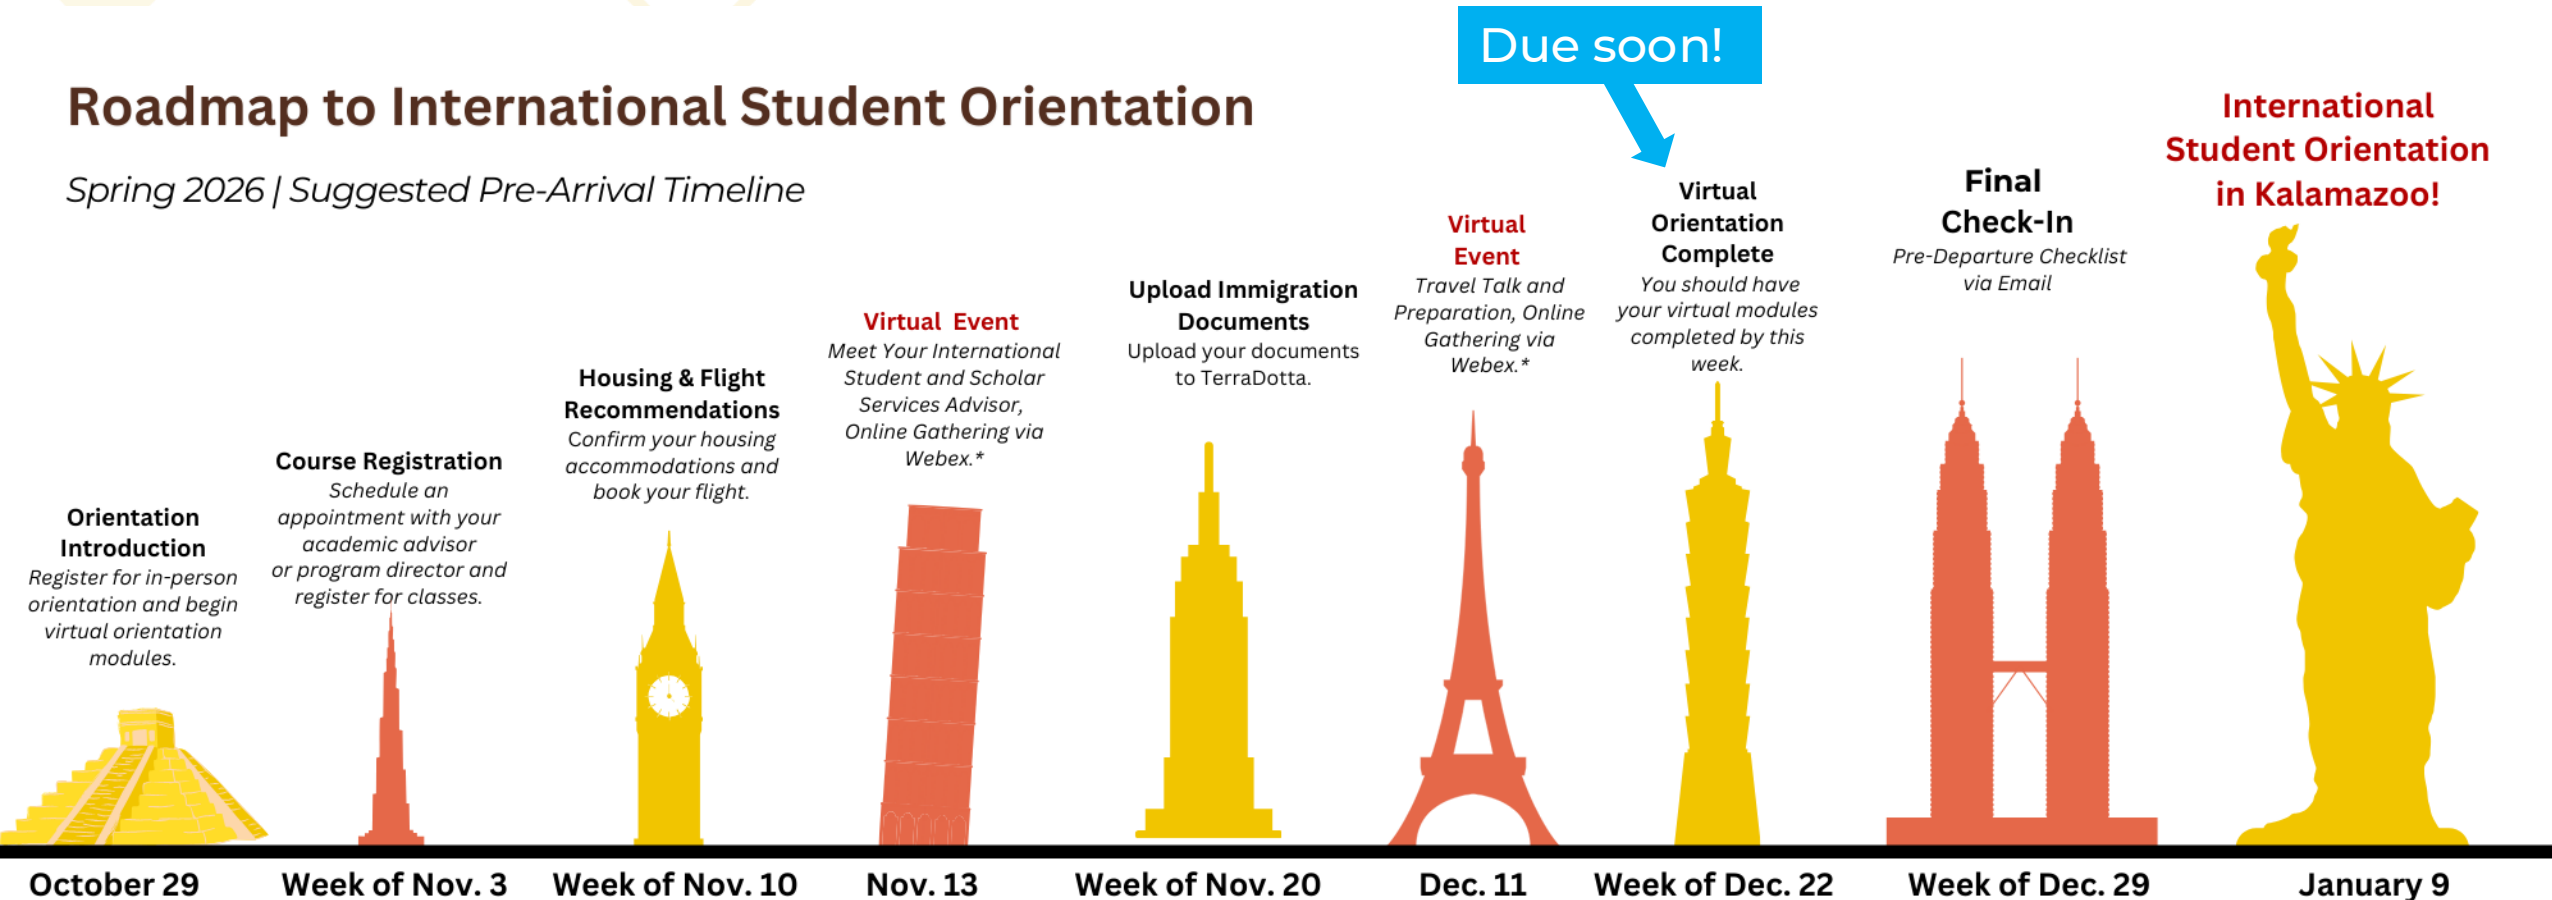 Due soon!
Roadmap to International Student Orientation
Spring 2026 | Suggested Pre-Arrival Timeline
Orientation
Introduction
Register for in-person
orientation and begin
virtual orientation
modules.
October 29
Course Registration
Schedule an
appointment with your
academic advisor
or program director and
register for classes.
Week of Nov. 3
Housing & Flight
Recommendations
Confirm your housing
accommodations and
book your flight.
Week of Nov. 10
Virtual Event
Meet Your International
Student and Scholar
Services Advisor,
Online Gathering via
Webex.*
Nov. 13
Upload Immigration
Documents
Upload your documents
to TerraDotta.
Week of Nov. 20
Virtual
Event
Travel Talk and
Preparation, Online
Gathering via
Webex.*
Dec. 11
Virtual
Orientation
Complete
You should have
your virtual modules
completed by this
week.
Week of Dec. 22
Final
Check-In
Pre-Departure Checklist
via Email
Week of Dec. 29
International
Student Orientation
in Kalamazoo!
January 9